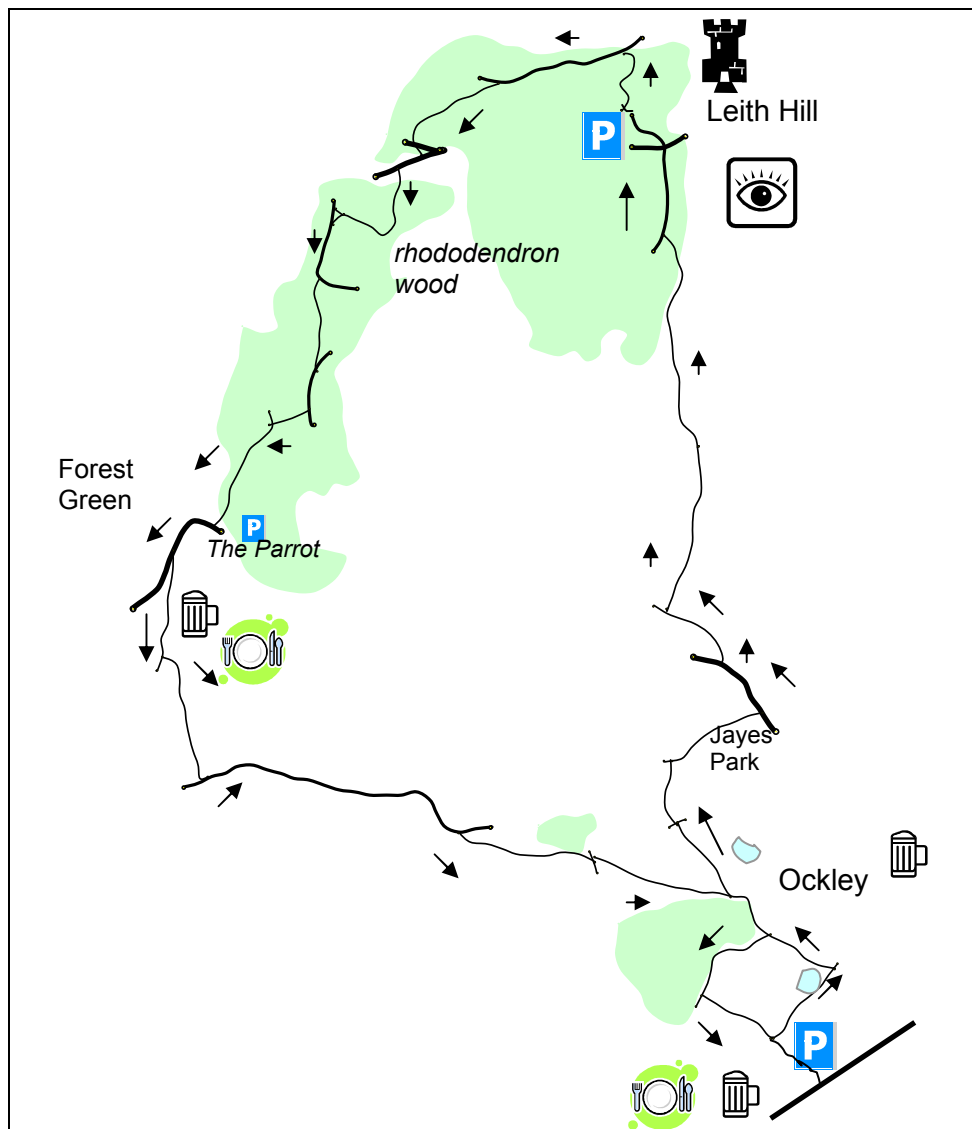 P
Leith Hill
rhododendron
wood
Forest
Green
P
The Parrot
Jayes
Park
Ockley
P